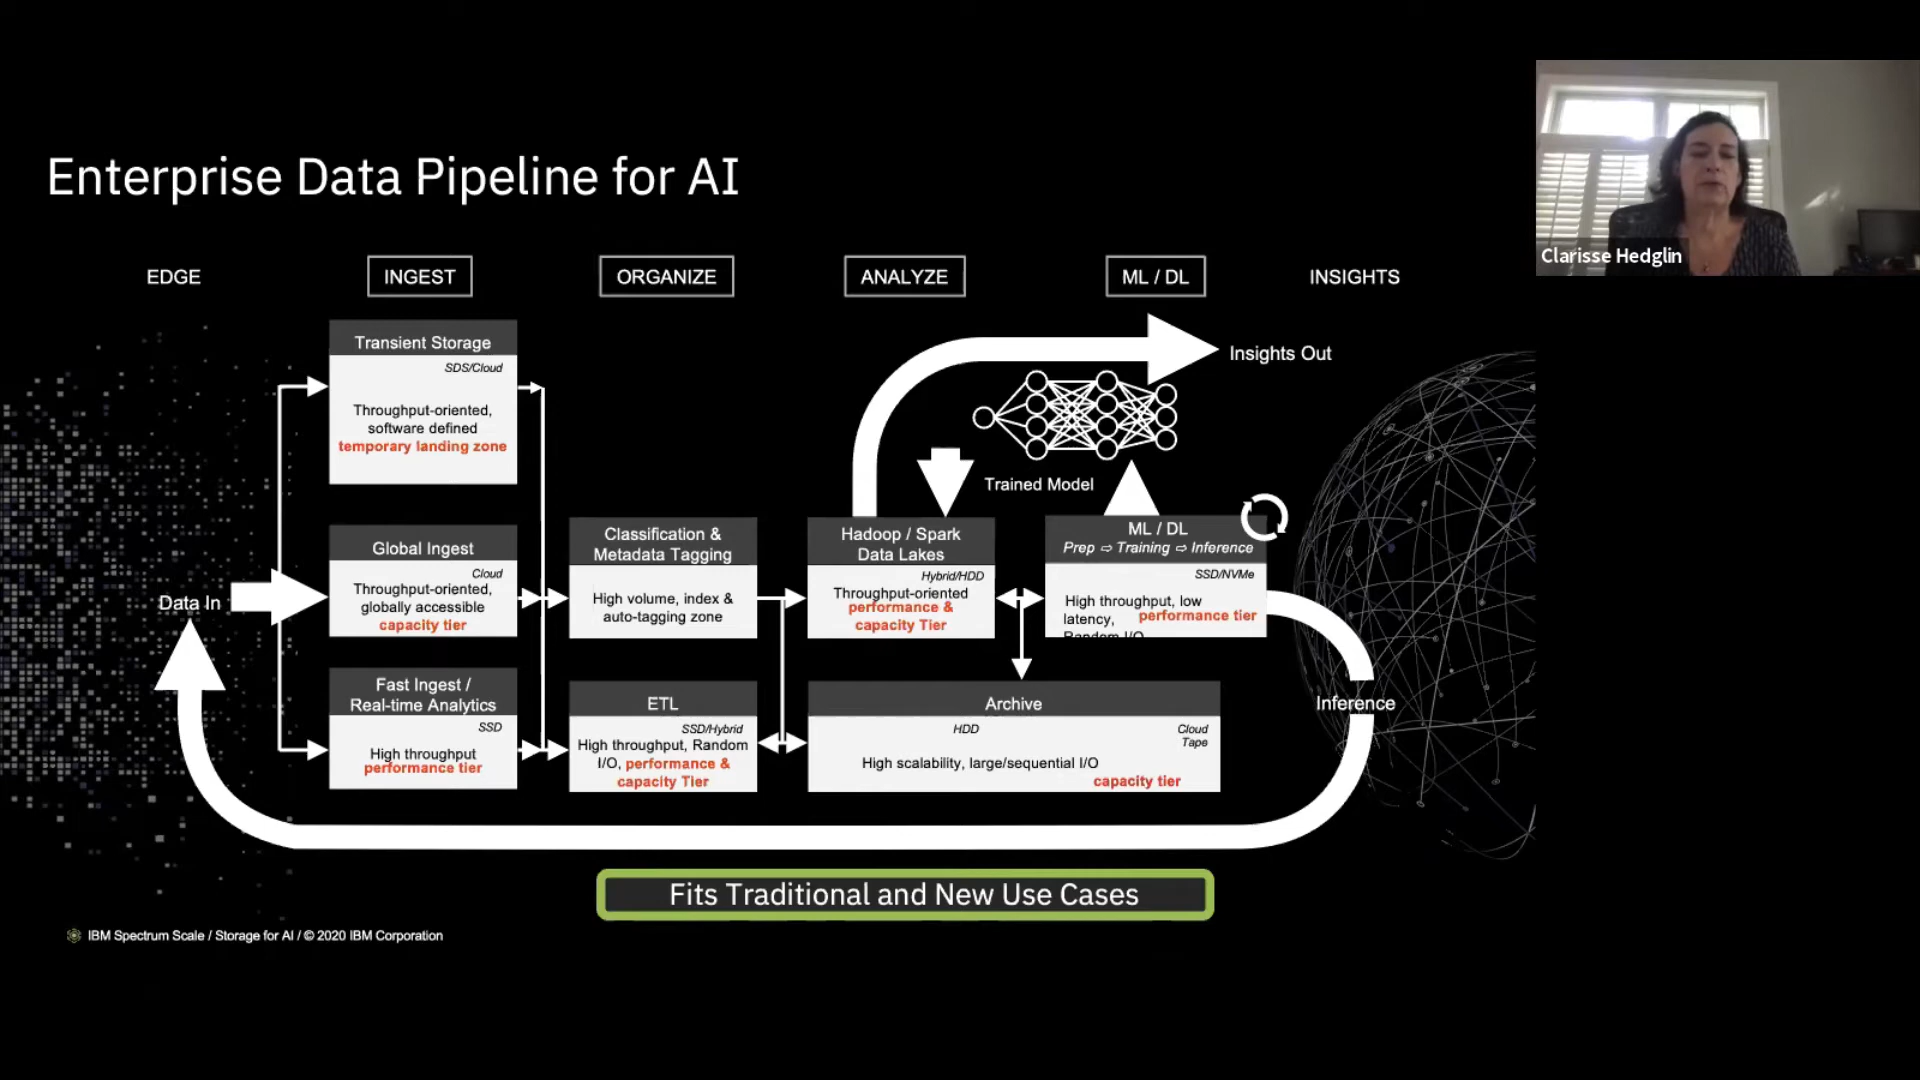 Enterprise Data Pipeline for AI
Clarisse Hedglin
EDGE
INGEST
ORGANIZE
ANALYZE
ML / DL
INSIGHTS
Transient Storage
SDS/Cloud
Throughput-oriented,
software defined
temporary landing zone
Insights Out
Trained Model
Global Ingest
Cloud
Throughput-oriented,
globally accessible
capacity tier
Data In
Fast Ingest /
Real-time Analytics
SSD
High throughput
performance tier
Classification &
Metadata Tagging
High volume, index &
auto-tagging zone
ETL
SSD/Hybrid
High throughput, Random
I/O, performance &
capacity Tier
Hadoop / Spark
Data Lakes
Hybrid/HDD
Throughput-oriented
performance &
capacity Tier
ML / DL
Prep ⇨ Training ⇨ Inference
SSD/NVMe
High throughput, low
latency, performance tier
Random I/O
Archive
HDD
Cloud
Tape
High scalability, large/sequential I/O
capacity tier
Inference
Fits Traditional and New Use Cases
IBM Spectrum Scale / Storage for AI / © 2020 IBM Corporation